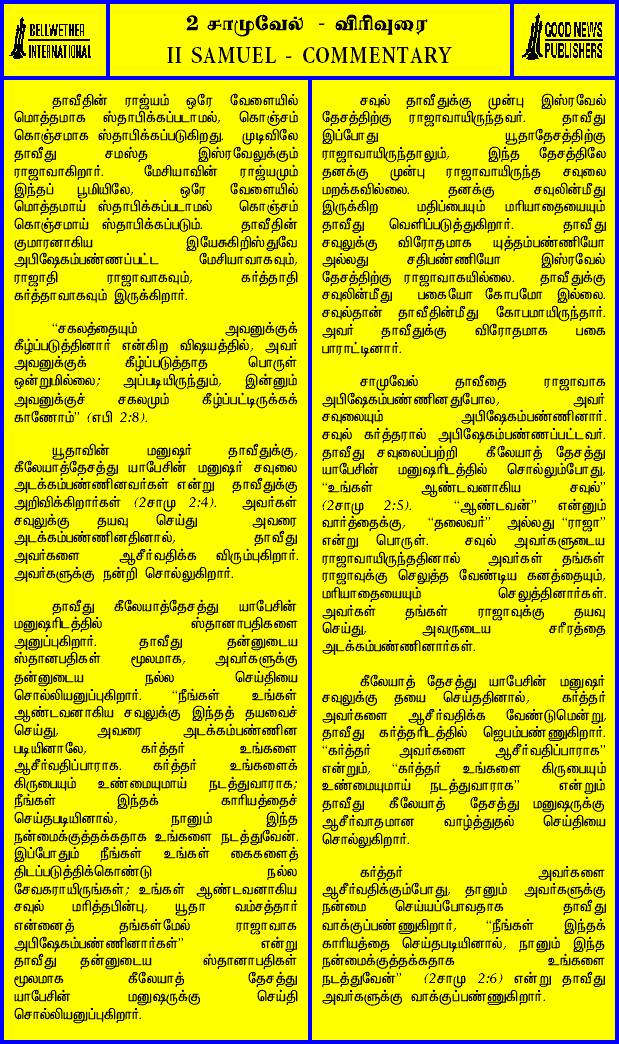 BELLWETHER
INTERNATIONAL
2 சாமுவேல் - விரிவுரை
II SAMUEL - COMMENTARY
GOOD NEWS
PUBLISHERS
தாவீதின் ராஜ்யம் ஒரே வேளையில்
மொத்தமாக ஸ்தாபிக்கப்படாமல், கொஞ்சம்
கொஞ்சமாக ஸ்தாபிக்கப்படுகிறது. முடிவிலே
தாவீது சமஸ்த இஸ்ரவேலுக்கும்
ராஜாவாகிறார். மேசியாவின் ராஜ்யமும்
இந்தப் பூமியிலே, ஒரே வேளையில்
மொத்தமாய் ஸ்தாபிக்கப்படாமல் கொஞ்சம்
கொஞ்சமாய் ஸ்தாபிக்கப்படும். தாவீதின்
குமாரனாகிய இயேசுகிறிஸ்துவே
அபிஷேகம்பண்ணப்பட்ட மேசியாவாகவும்,
ராஜாதி ராஜாவாகவும், கர்த்தாதி
கர்த்தாவாகவும் இருக்கிறார்.
“சகலத்தையும் அவனுக்குக்
கீழ்ப்படுத்தினார் என்கிற விஷயத்தில், அவர்
அவனுக்குக் கீழ்ப்படுத்தாத பொருள்
ஒன்றுமில்லை; அப்படியிருந்தும், இன்னும்
அவனுக்குச் சகலமும் கீழ்ப்பட்டிருக்கக்
காணோம்” (எபி 2:8).
யூதாவின் மனுஷர் தாவீதுக்கு,
கீலேயாத்தேசத்து யாபேசின் மனுஷர் சவுலை
அடக்கம்பண்ணினவர்கள் என்று தாவீதுக்கு
அறிவிக்கிறார்கள் (2சாமு 2:4). அவர்கள்
சவுலுக்கு தயவு செய்து அவரை
அடக்கம்பண்ணினதினால், தாவீது
அவர்களை ஆசீர்வதிக்க விரும்புகிறார்.
அவர்களுக்கு நன்றி சொல்லுகிறார்.
தாவீது கீலேயாத்தேசத்து யாபேசின்
மனுஷரிடத்தில் ஸ்தானாபதிகளை
அனுப்புகிறார். தாவீது தன்னுடைய
ஸ்தானபதிகள் மூலமாக, அவர்களுக்கு
தன்னுடைய நல்ல செய்தியை
சொல்லியனுப்புகிறார். “நீங்கள் உங்கள்
ஆண்டவனாகிய சவுலுக்கு இந்தத் தயவைச்
செய்து, அவரை அடக்கம்பண்ணின
படியினாலே, கர்த்தர் உங்களை
ஆசீர்வதிப்பாராக. கர்த்தர் உங்களைக்
கிருபையும் உண்மையுமாய் நடத்துவாராக;
நீங்கள் இந்தக் காரியத்தைச்
செய்தபடியினால், நானும் இந்த
நன்மைக்குத்தக்கதாக உங்களை நடத்துவேன்.
இப்போதும் நீங்கள் உங்கள் கைகளைத்
திடப்படுத்திக்கொண்டு நல்ல
சேவகராயிருங்கள்; உங்கள் ஆண்டவனாகிய
சவுல் மரித்தபின்பு, யூதா வம்சத்தார்
என்னைத் தங்கள்மேல் ராஜாவாக
அபிஷேகம்பண்ணினார்கள்” என்று
தாவீது தன்னுடைய ஸ்தானாபதிகள்
மூலமாக கீலேயாத் தேசத்து
யாபேசின் மனுஷருக்கு செய்தி
சொல்லியனுப்புகிறார்.
சவுல் தாவீதுக்கு முன்பு இஸ்ரவேல்
தேசத்திற்கு ராஜாவாயிருந்தவர். தாவீது
இப்போது யூதாதேசத்திற்கு
ராஜாவாயிருந்தாலும், இந்த தேசத்திலே
தனக்கு முன்பு ராஜாவாயிருந்த சவுலை
மறக்கவில்லை. தனக்கு சவுலின்மீது
இருக்கிற மதிப்பையும் மரியாதையையும்
தாவீது வெளிப்படுத்துகிறார். தாவீது
சவுலுக்கு விரோதமாக யுத்தம்பண்ணியோ
அல்லது சதிபண்ணியோ இஸ்ரவேல்
தேசத்திற்கு ராஜாவாகயில்லை. தாவீதுக்கு
சவுலின்மீது பகையோ கோபமோ இல்லை.
சவுல்தான் தாவீதின்மீது கோபமாயிருந்தார்.
அவர் தாவீதுக்கு விரோதமாக பகை
பாராட்டினார்.
சாமுவேல் தாவீதை ராஜாவாக
அபிஷேகம்பண்ணினதுபோல, அவர்
சவுலையும் அபிஷேகம்பண்ணினார்.
சவுல் கர்த்தரால் அபிஷேகம்பண்ணப்பட்டவர்.
தாவீது சவுலைப்பற்றி கீலேயாத் தேசத்து
யாபேசின் மனுஷரிடத்தில் சொல்லும்போது,
“உங்கள் ஆண்டவனாகிய சவுல்”
(2சாமு 2:5). “ஆண்டவன்” என்னும்
வார்த்தைக்கு, “தலைவர்” அல்லது “ராஜா”
என்று பொருள். சவுல் அவர்களுடைய
ராஜாவாயிருந்ததினால் அவர்கள் தங்கள்
ராஜாவுக்கு செலுத்த வேண்டிய கனத்தையும்,
மரியாதையையும் செலுத்தினார்கள்.
அவர்கள் தங்கள் ராஜாவுக்கு தயவு
செய்து, அவருடைய சரீரத்தை
அடக்கம்பண்ணினார்கள்.
கீலேயாத் தேசத்து யாபேசின் மனுஷர்
சவுலுக்கு தயை செய்ததினால், கர்த்தர்
அவர்களை ஆசீர்வதிக்க வேண்டுமென்று,
தாவீது கர்த்தரிடத்தில் ஜெபம்பண்ணுகிறார்.
“கர்த்தர் அவர்களை ஆசீர்வதிப்பாராக”
என்றும், “கர்த்தர் உங்களை கிருபையும்
உண்மையுமாய் நடத்துவாராக” என்றும்
தாவீது கீலேயாத் தேசத்து மனுஷருக்கு
ஆசீர்வாதமான வாழ்த்துதல் செய்தியை
சொல்லுகிறார்.
கர்த்தர் அவர்களை
ஆசீர்வதிக்கும்போது, தானும் அவர்களுக்கு
நன்மை செய்யப்போவதாக தாவீது
வாக்குப்பண்ணுகிறார், “நீங்கள் இந்தக்
காரியத்தை செய்தபடியினால், நானும் இந்த
நன்மைக்குத்தக்கதாக உங்களை
நடத்துவேன்” (2சாமு 2:6) என்று தாவீது
அவர்களுக்கு வாக்குப்பண்ணுகிறார்.